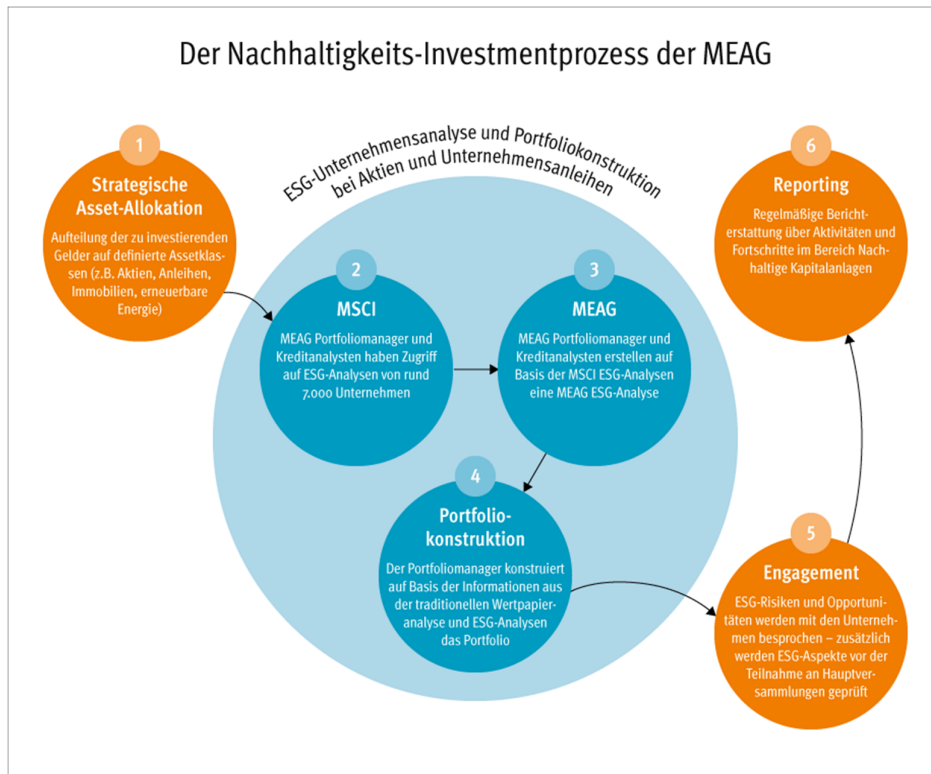 Der Nachhaltigkeits-Investmentprozess der MEAG
1
Strategische
Asset-Allokation
Aufteilung der zu investierenden
Gelder auf definierte Assetklas-
sen (z.B. Aktien, Anleihen,
Immobilien, erneuerbare
Energie)
ESG-Unternehmensanalyse und Portfoliokonstruktion
bei Aktien und Unternehmensanleihen
2
MSCI
MEAG Portfoliomanager und
Kreditanalysten haben Zugriff
auf ESG-Analysen von rund
7.000 Unternehmen
3
MEAG
MEAG Portfoliomanager und
Kreditanalysten erstellen auf
Basis der MSCI ESG-Analysen
eine MEAG ESG-Analyse
4
Portfolio-
konstruktion
Der Portfoliomanager konstruiert
auf Basis der Informationen aus
der traditionellen Wertpapier-
analyse und ESG-Analysen
das Portfolio
5
Engagement
ESG-Risiken und Opportuni-
täten werden mit den Unterneh-
men besprochen – zusätzlich
werden ESG-Aspekte vor der
Teilnahme an Hauptver-
sammlungen geprüft
6
Reporting
Regelmäßige Bericht-
erstattung über Aktivitäten und
Fortschritte im Bereich Nach-
haltige Kapitalanlagen